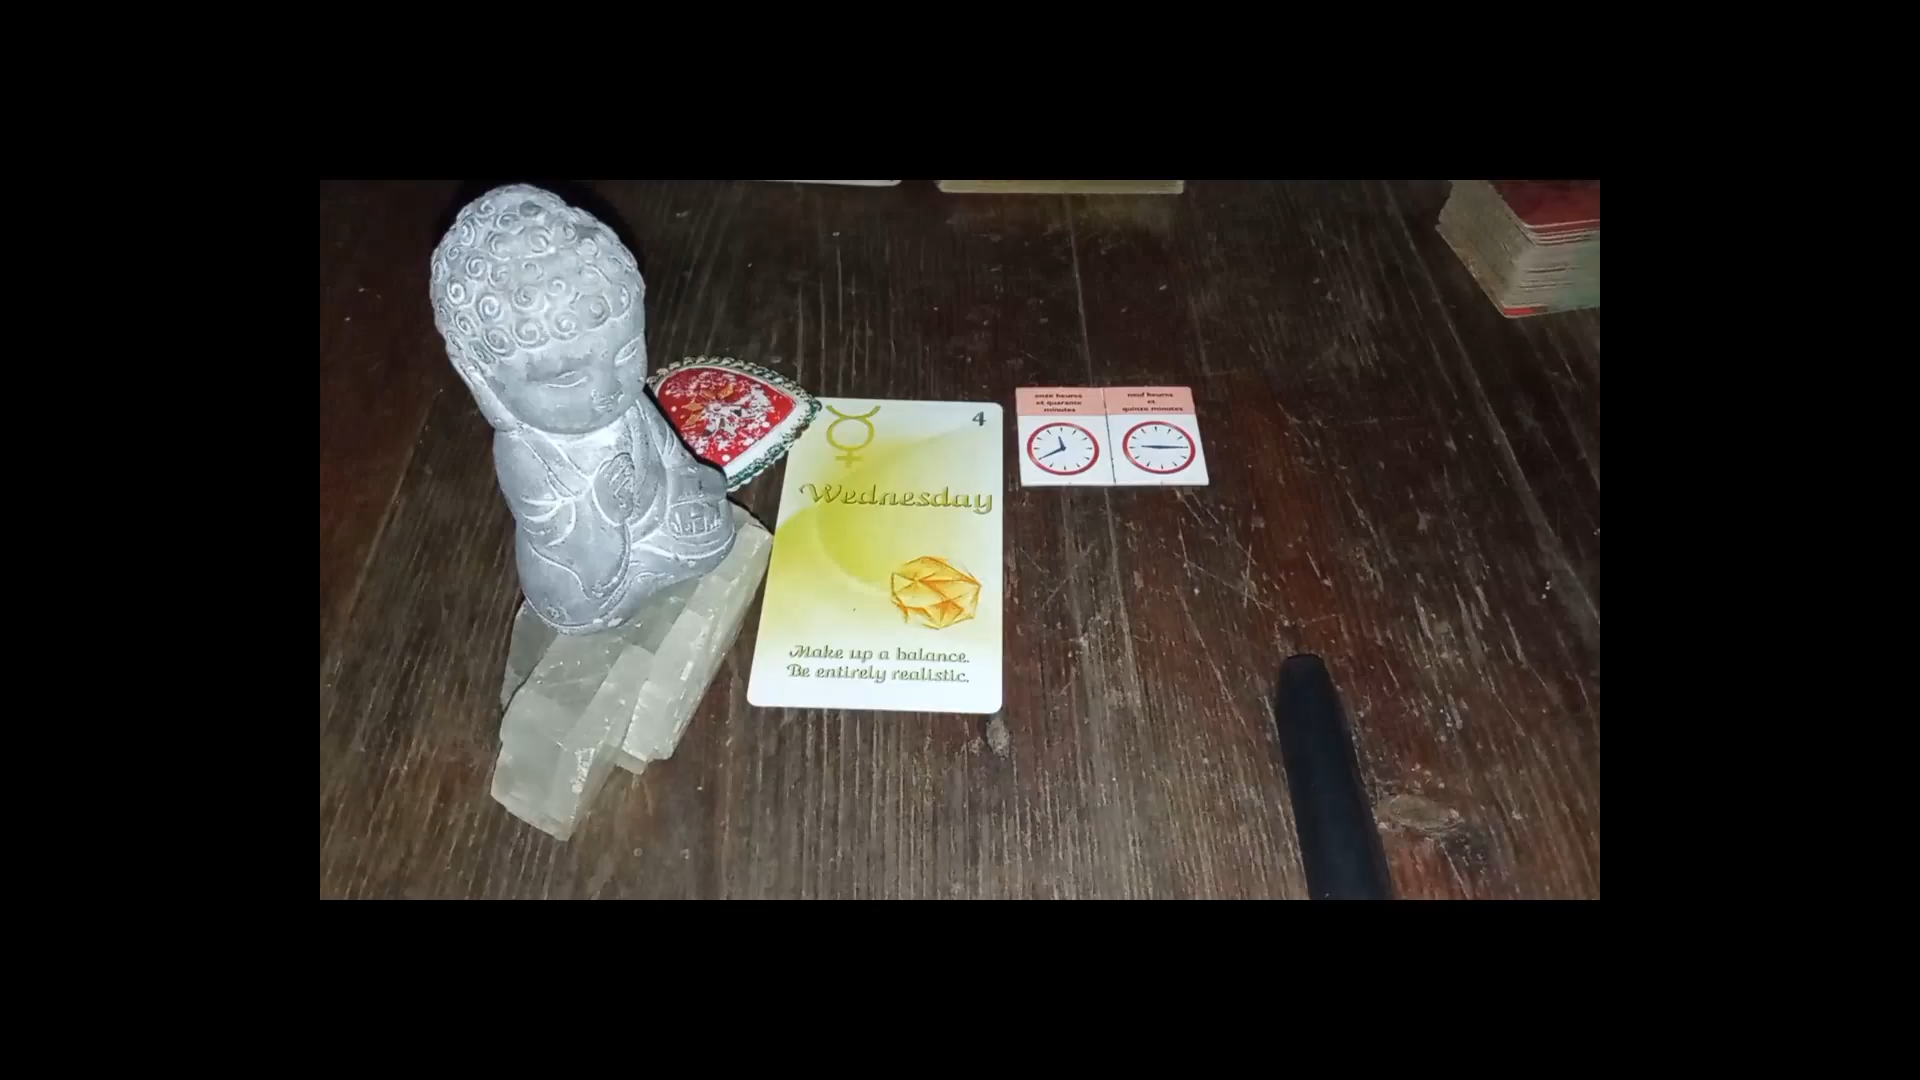 4
Wednesday
Make up a balance.
Be entirely realistic.
onze heures
et quarante
minutes
neuf heures
et
quinze minutes